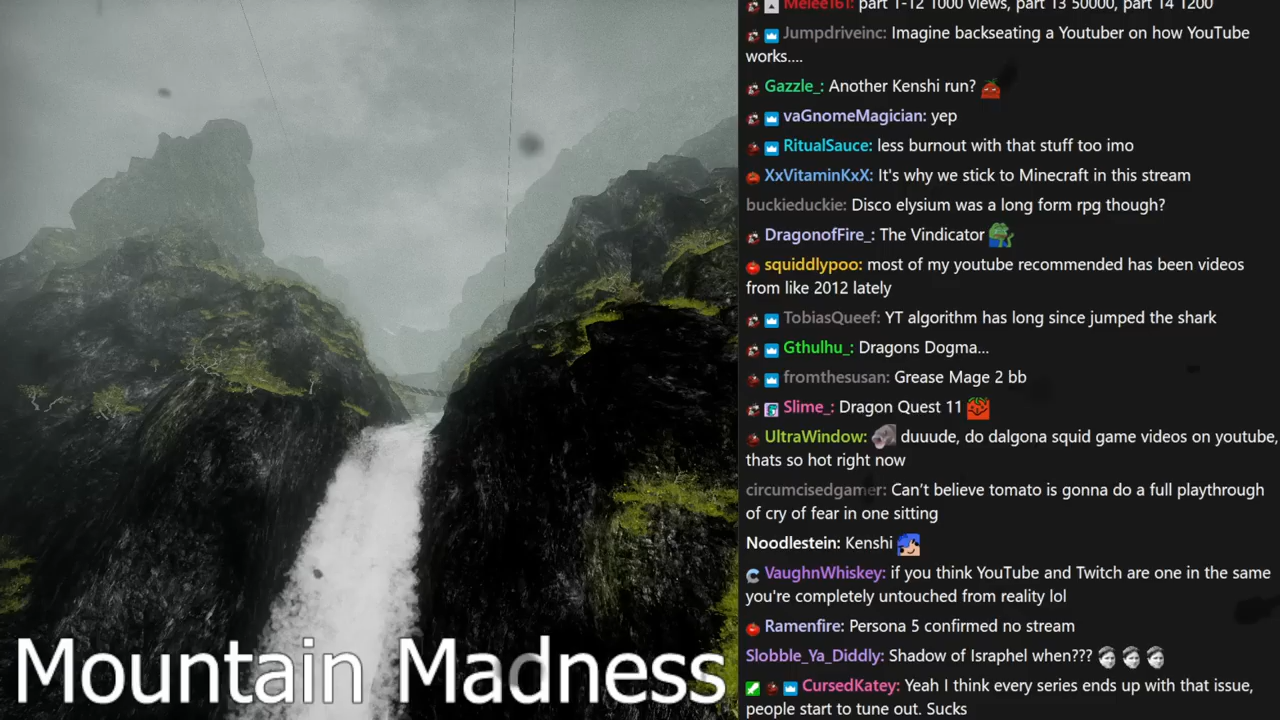 Melee161: part 1-12 1000 views, part 13 50000, part 14 1200
Jumpdriveinc: Imagine backseating a Youtuber on how YouTube
works....
Gazzle_: Another Kenshi run?
vaGnomeMagician: yep
RitualSauce: less burnout with that stuff too imo
XxVitaminKxX: It's why we stick to Minecraft in this stream
buckieduckie: Disco elysium was a long form rpg though?
DragonofFire_: The Vindicator
squiddlypoo: most of my youtube recommended has been videos
from like 2012 lately
TobiasQueef: YT algorithm has long since jumped the shark
Gthulhu_: Dragons Dogma...
fromthesusan: Grease Mage 2 bb
Slime_: Dragon Quest 11
UltraWindow: duuude, do dalgona squid game videos on youtube,
thats so hot right now
circumcisedgamer: Can’t believe tomato is gonna do a full playthrough
of cry of fear in one sitting
Noodlestein: Kenshi
VaughnWhiskey: if you think YouTube and Twitch are one in the same
you're completely untouched from reality lol
Ramenfire: Persona 5 confirmed no stream
Slobble_Ya_Diddly: Shadow of Israphel when???
CursedKatey: Yeah I think every series ends up with that issue,
people start to tune out. Sucks
Mountain Madness